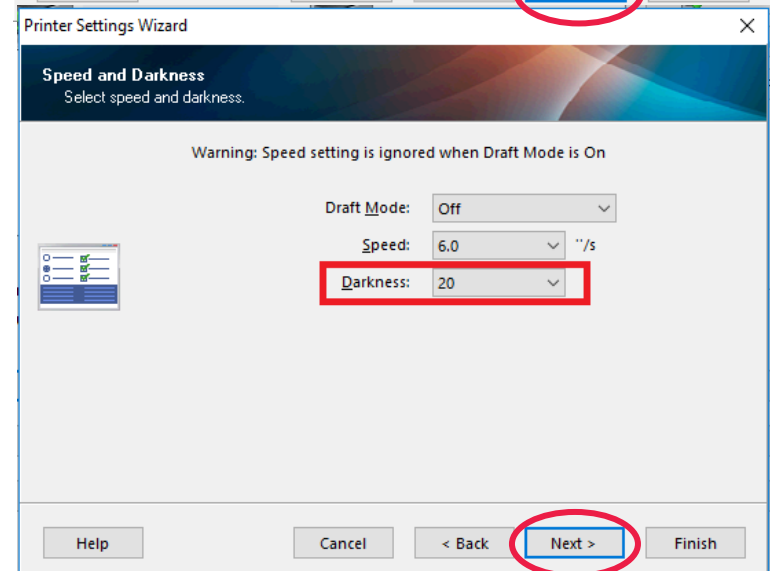 Printer Settings Wizard
Speed and Darkness
Select speed and darkness.
Warning: Speed setting is ignored when Draft Mode is On
Draft Mode: Off
Speed: 6.0 "/s
Darkness: 20
Help Cancel < Back Next > Finish